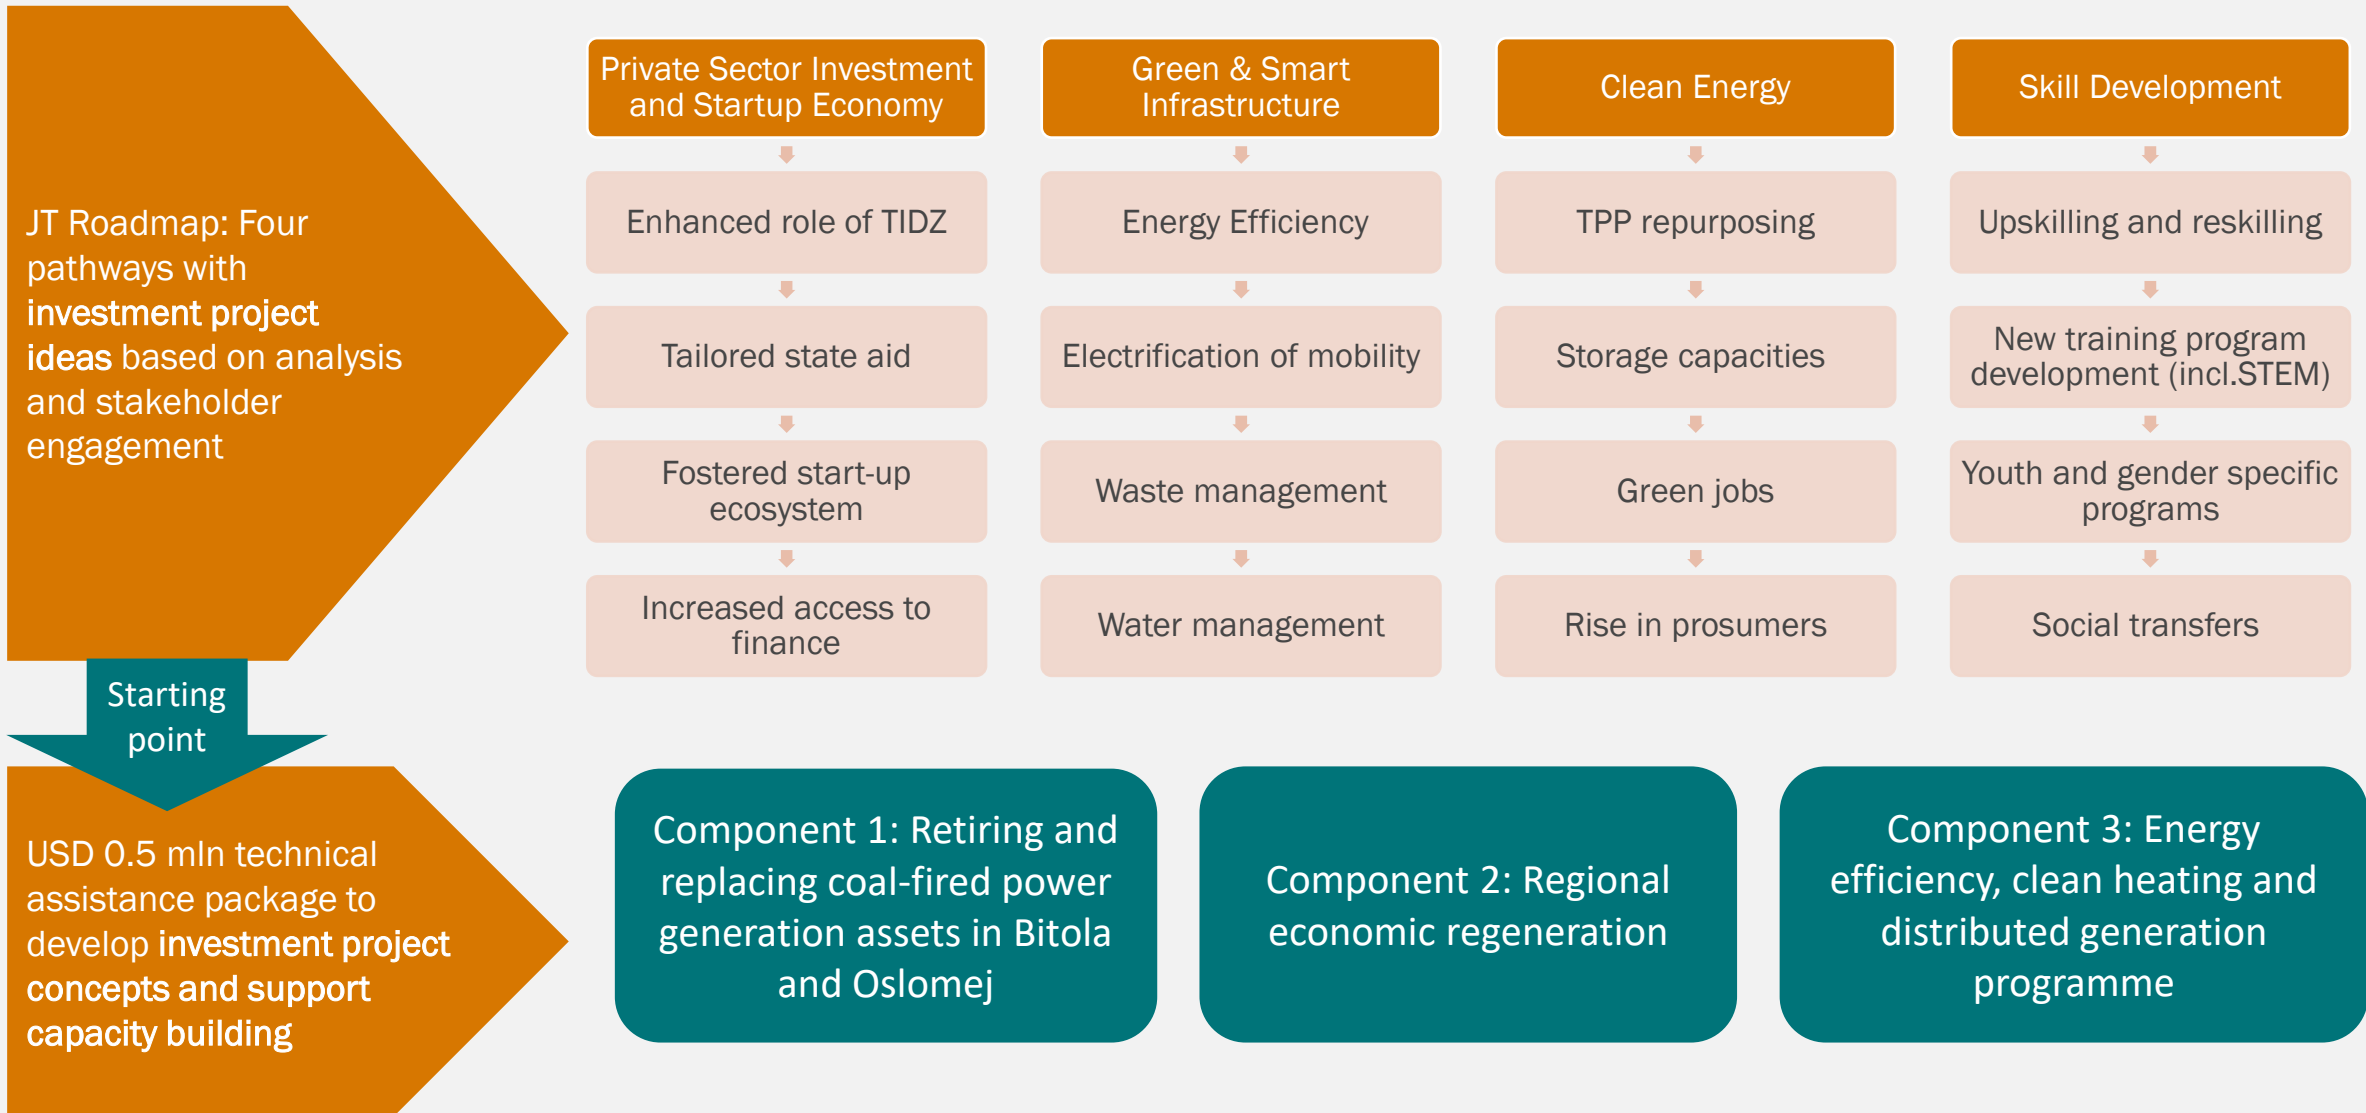 JT Roadmap: Four
pathways with
investment project
ideas based on analysis
and stakeholder
engagement
Private Sector Investment
and Startup Economy
Enhanced role of TIDZ
Tailored state aid
Fostered start-up
ecosystem
Increased access to
finance
Green & Smart
Infrastructure
Energy Efficiency
Electrification of mobility
Waste management
Water management
Clean Energy
TPP repurposing
Storage capacities
Green jobs
Rise in prosumers
Skill Development
Upskilling and reskilling
New training program
development (incl.STEM)
Youth and gender specific
programs
Social transfers
Starting
point
USD 0.5 mln technical
assistance package to
develop investment project
concepts and support
capacity building
Component 1: Retiring and
replacing coal-fired power
generation assets in Bitola
and Oslomej
Component 2: Regional
economic regeneration
Component 3: Energy
efficiency, clean heating and
distributed generation
programme